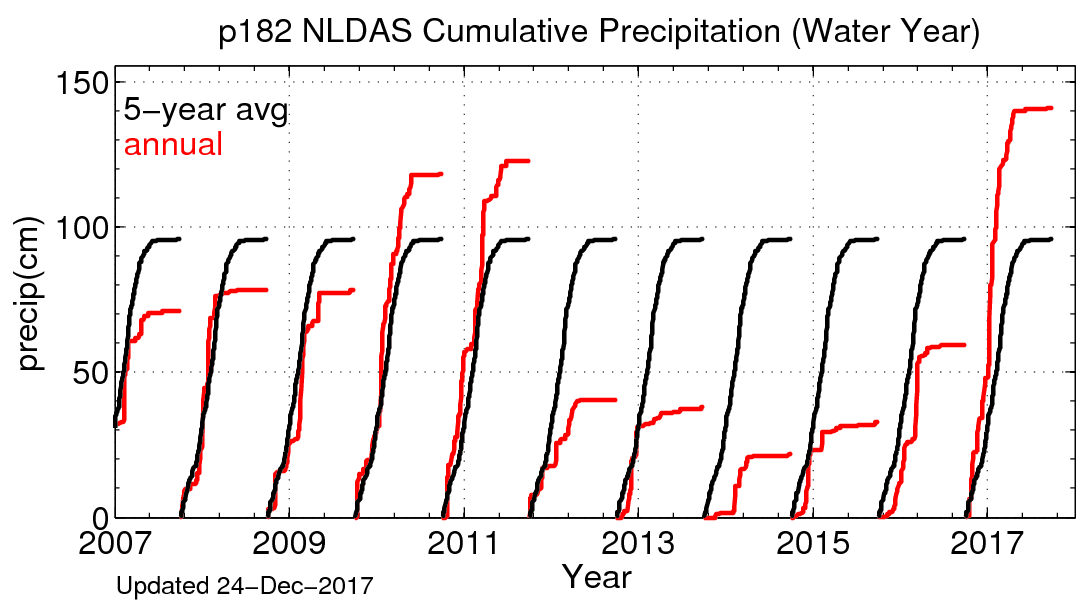 p182 NLDAS Cumulative Precipitation (Water Year)
150
5−year avg
annual
100
precip(cm)
50
0
2007 2009 2011 2013 2015 2017
Year
Updated 24−Dec−2017